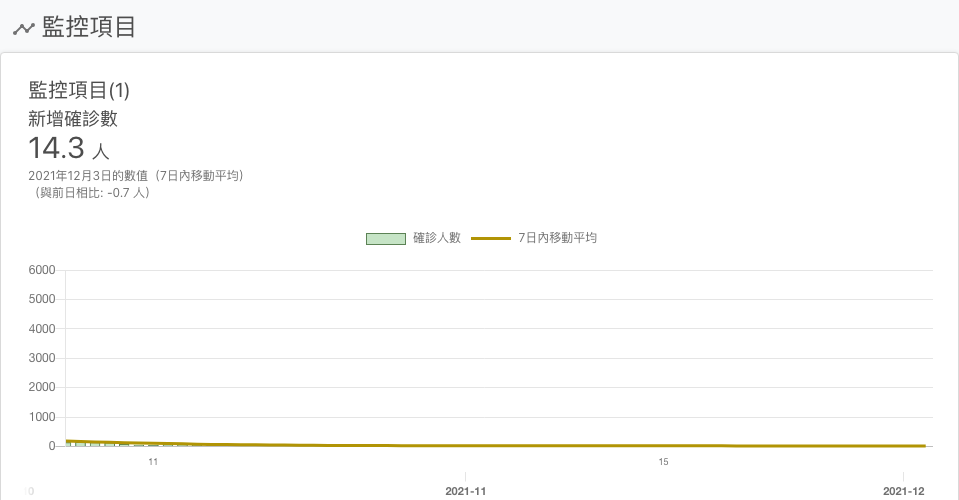 監控項目
監控項目(1)
新增確診數
14.3 人
2021年12月3日的數值（7日內移動平均）
（與前日相比: -0.7 人）
確診人數 7日內移動平均
6000
5000
4000
3000
2000
1000
0
11 15
0 2021-11 2021-12